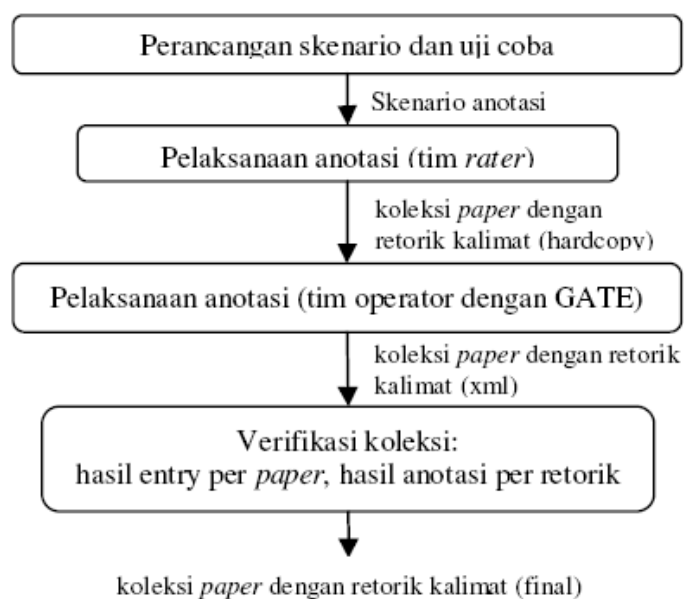 Perancangan skenario dan uji coba
Skenario anotasi
Pelaksanaan anotasi (tim rater)
koleksi paper dengan
retorik kalimat (hardcopy)
Pelaksanaan anotasi (tim operator dengan GATE)
koleksi paper dengan retorik
kalimat (xml)
Verifikasi koleksi:
hasil entry per paper, hasil anotasi per retorik
koleksi paper dengan retorik kalimat (final)